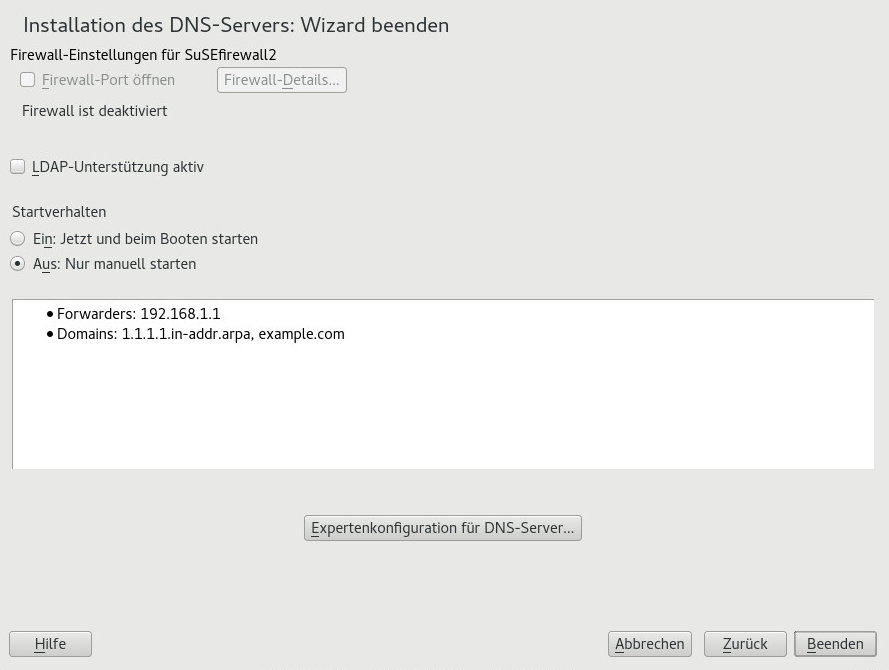 Installation des DNS-Servers: Wizard beenden
Firewall-Einstellungen für SuSEfirewall2
Firewall-Port öffnen Firewall-Details...
Firewall ist deaktiviert
LDAP-Unterstützung aktiv
Startverhalten
Ein: Jetzt und beim Booten starten
Aus: Nur manuell starten
• Forwarders: 192.168.1.1
• Domains: 1.1.1.1.in-addr.arpa, example.com
Expertenkonfiguration für DNS-Server...
Hilfe Abbrechen Zurück Beenden